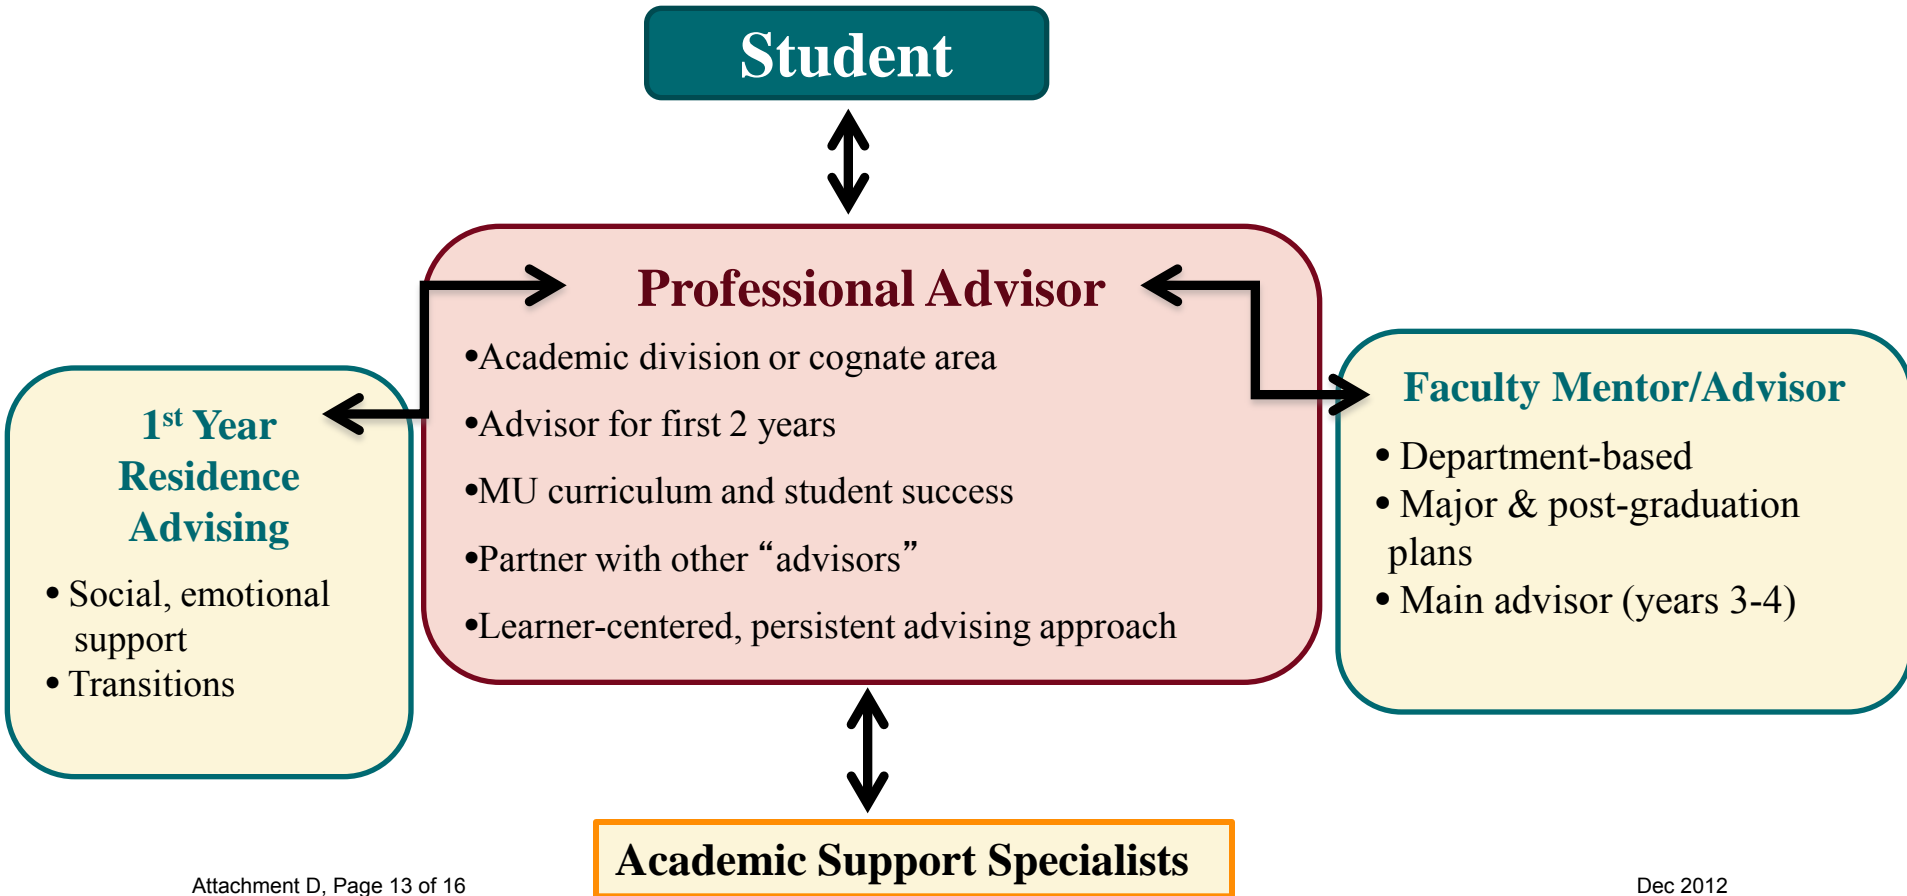 Student
Professional Advisor
•Academic division or cognate area
•Advisor for first 2 years
•MU curriculum and student success
•Partner with other “advisors”
•Learner-centered, persistent advising approach
1st Year
Residence
Advising
• Social, emotional
support
• Transitions
Faculty Mentor/Advisor
• Department-based
• Major & post-graduation
plans
• Main advisor (years 3-4)
Academic Support Specialists
Attachment D, Page 13 of 16
Dec 2012